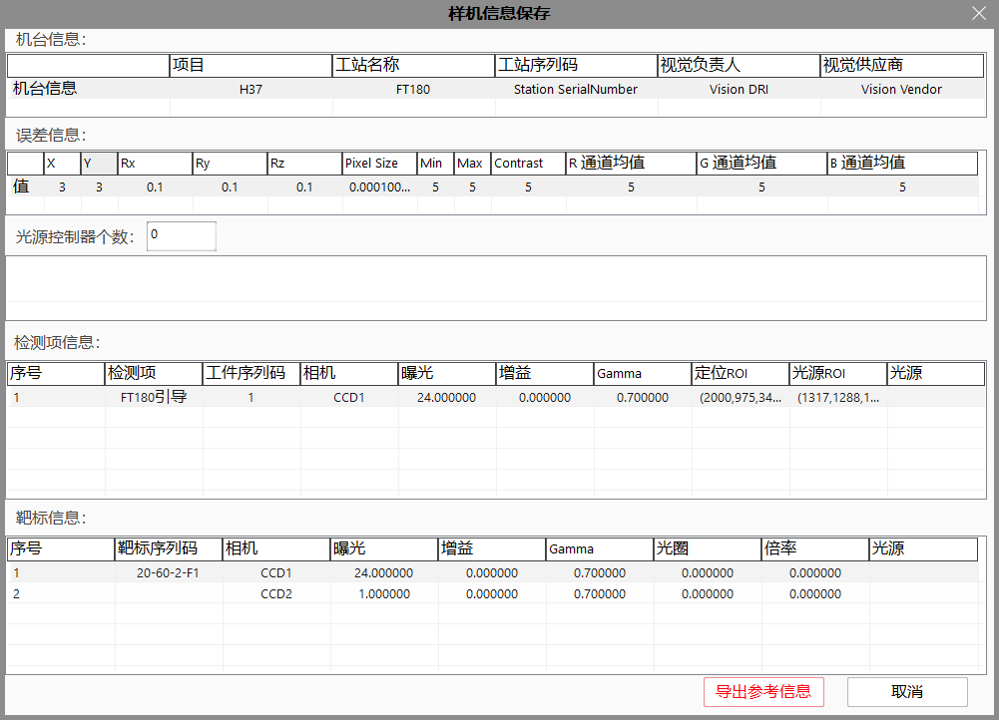 样机信息保存
机台信息：
项目 工站名称 工站序列码 视觉负责人 视觉供应商
机台信息 H37 FT180 Station SerialNumber Vision DRI Vision Vendor
误差信息：
X Y Rx Ry Rz Pixel Size Min Max Contrast R 通道均值 G 通道均值 B 通道均值
值 3 3 0.1 0.1 0.1 0.000100... 5 5 5 5 5 5
光源控制器个数： 0
检测项信息：
序号 检测项 工件序列码 相机 曝光 增益 Gamma 定位ROI 光源ROI 光源
1 FT180引导 1 CCD1 24.000000 0.000000 0.700000 (2000,975,34... (1317,1288,1...
靶标信息：
序号 靶标序列码 相机 曝光 增益 Gamma 光圈 倍率 光源
1 20-60-2-F1 CCD1 24.000000 0.000000 0.700000 0.000000 0.000000
2 CCD2 1.000000 0.000000 0.700000 0.000000 0.000000
导出参考信息 取消